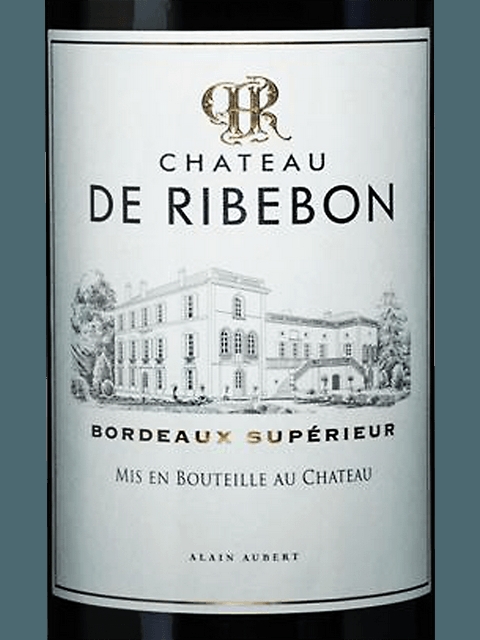 CHATEAU
DE RIBEBON
BORDEAUX SUPÉRIEUR
MIS EN BOUTEILLE AU CHATEAU
ALAIN AUBERT